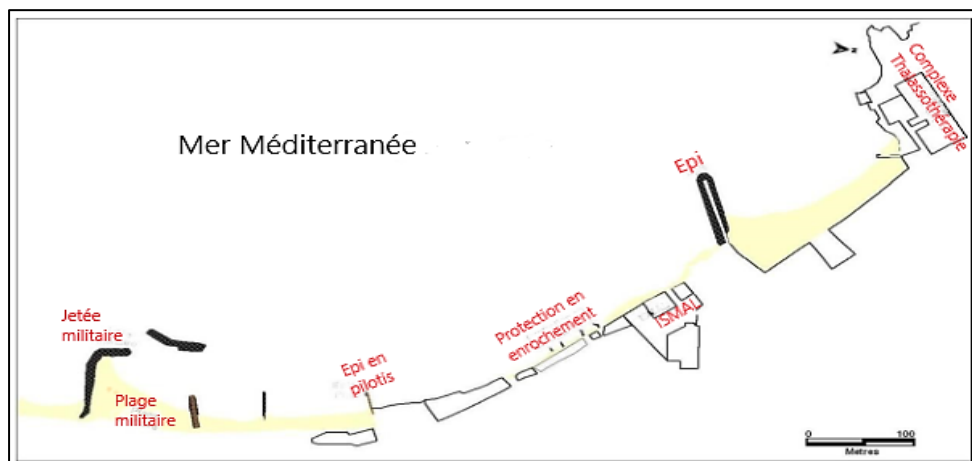 Complexe
Thalassothérapie
Mer Méditerranée
Epi
Jetée
militaire
Plage
militaire
Epi en
pilotis
Protection en
enrochement
ISMAL
0 100
Metres